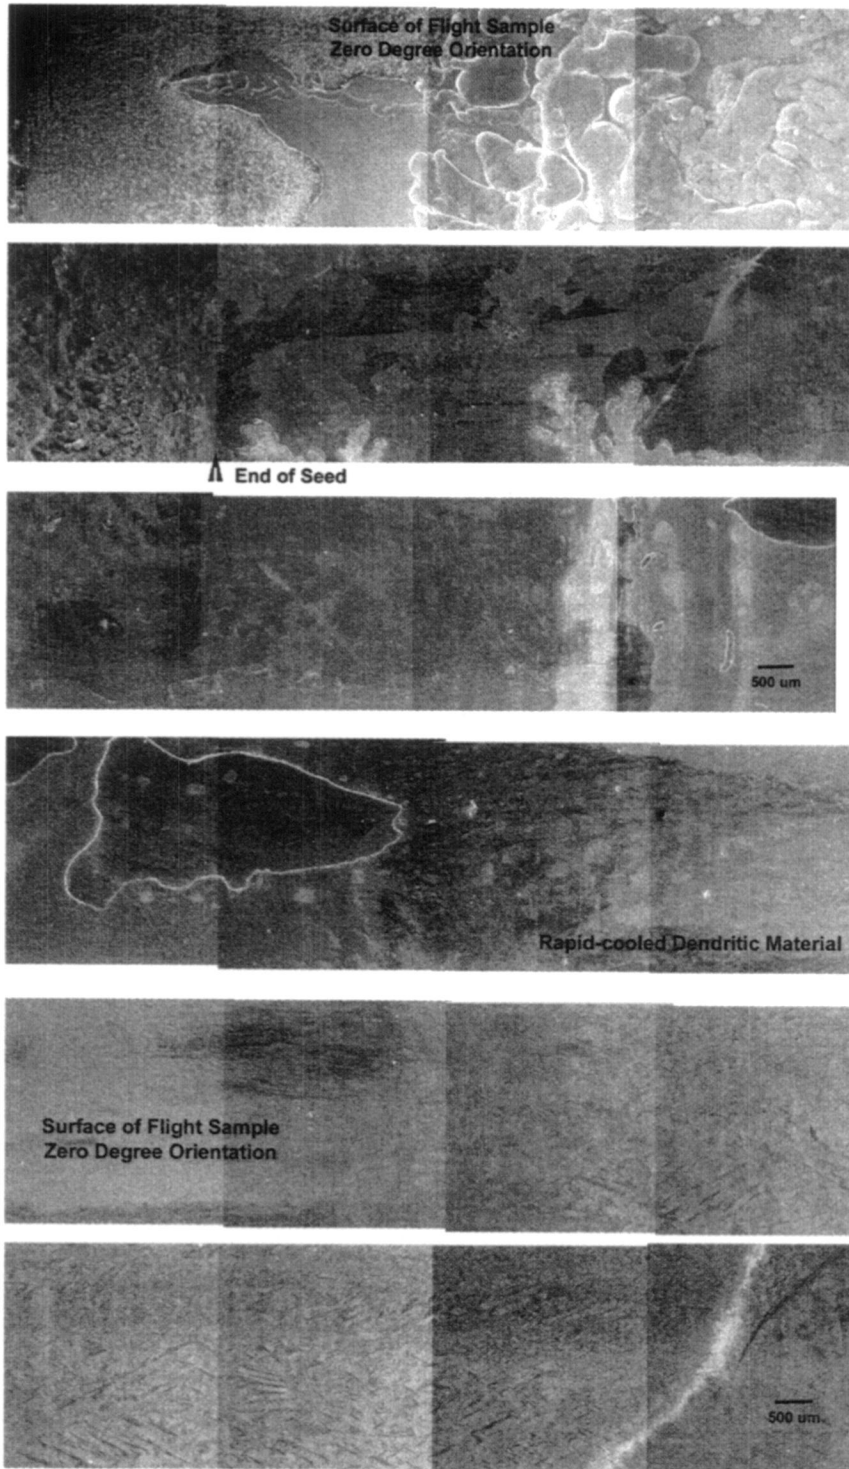 Surface of Flight Sample
Zero Degree Orientation
End of Seed
500 um
Rapid-cooled Dendritic Material
Surface of Flight Sample
Zero Degree Orientation
500 um.